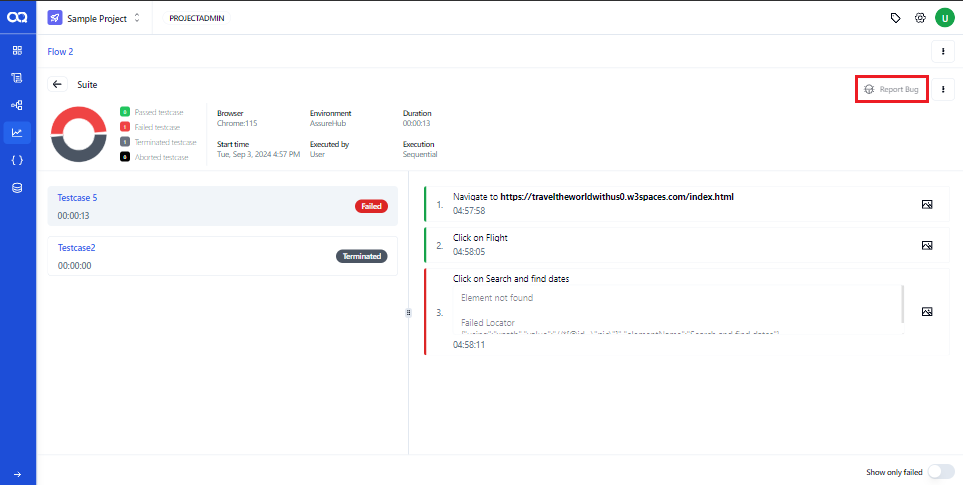 Sample Project
PROJECTADMIN
U
Flow 2
Suite
Report Bug
Passed testcase
1 Failed testcase
1 Terminated testcase
0 Aborted testcase
Browser
Chrome:115
Environment
AssureHub
Duration
00:00:13
Start time
Tue, Sep 3, 2024 4:57 PM
Executed by
User
Execution
Sequential
Testcase 5
00:00:13
Failed
Testcase2
00:00:00
Terminated
1.
Navigate to https://traveltheworldwithus0.w3spaces.com/index.html
04:57:58
2.
Click on Flight
04:58:05
3.
Click on Search and find dates
Element not found
Failed Locator
04:58:11
Show only failed